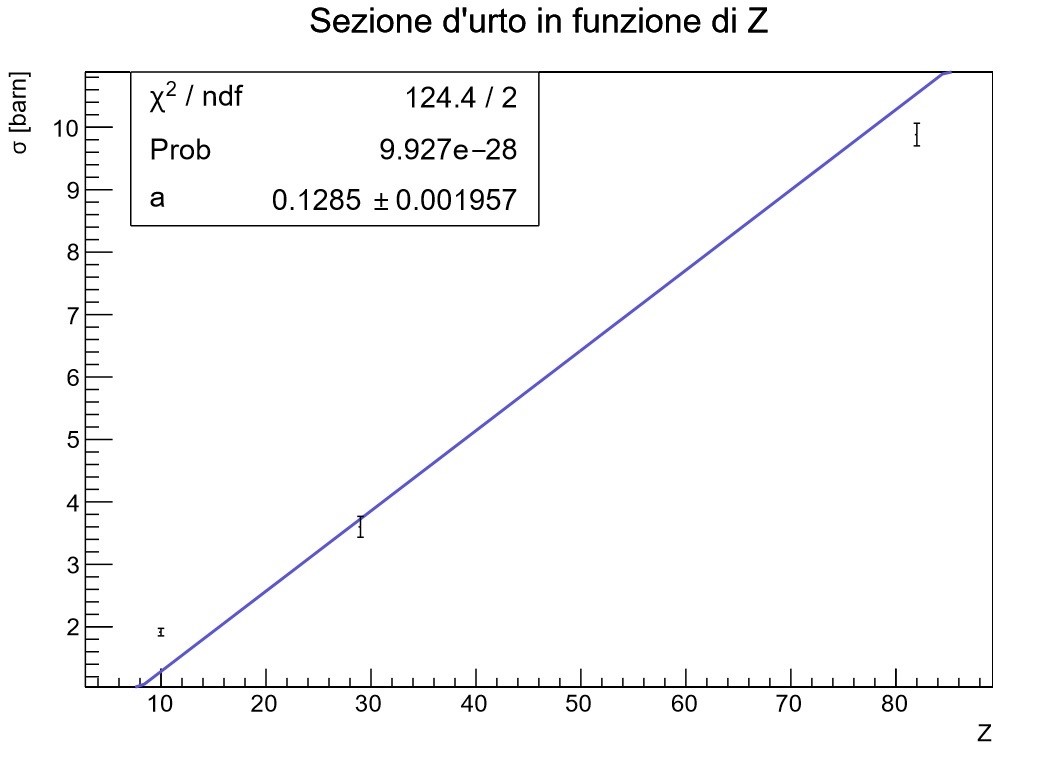 Sezione d'urto in funzione di Z
σ [barn]
χ² / ndf 124.4 / 2
Prob 9.927e−28
a 0.1285 ± 0.001957
10
9
8
7
6
5
4
3
2
10 20 30 40 50 60 70 80
Z